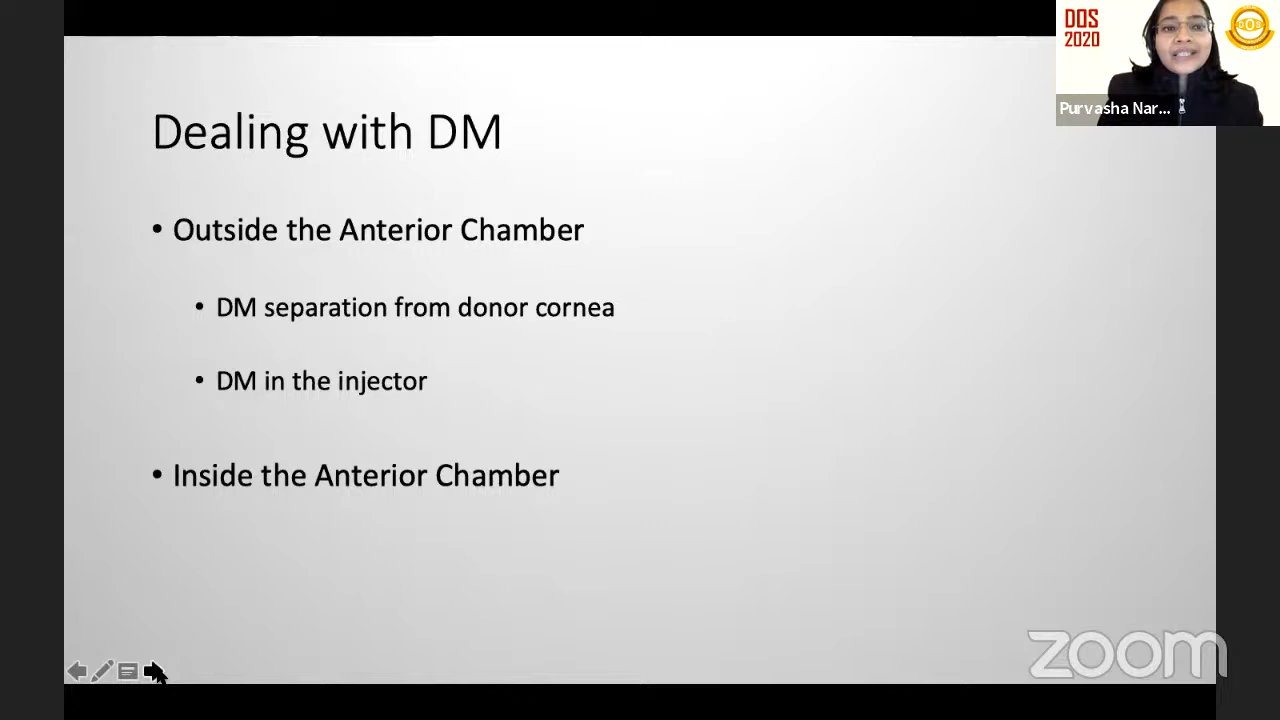 DOS
2020
Purvasha Nar...
Dealing with DM
• Outside the Anterior Chamber
• DM separation from donor cornea
• DM in the injector
• Inside the Anterior Chamber
zoom